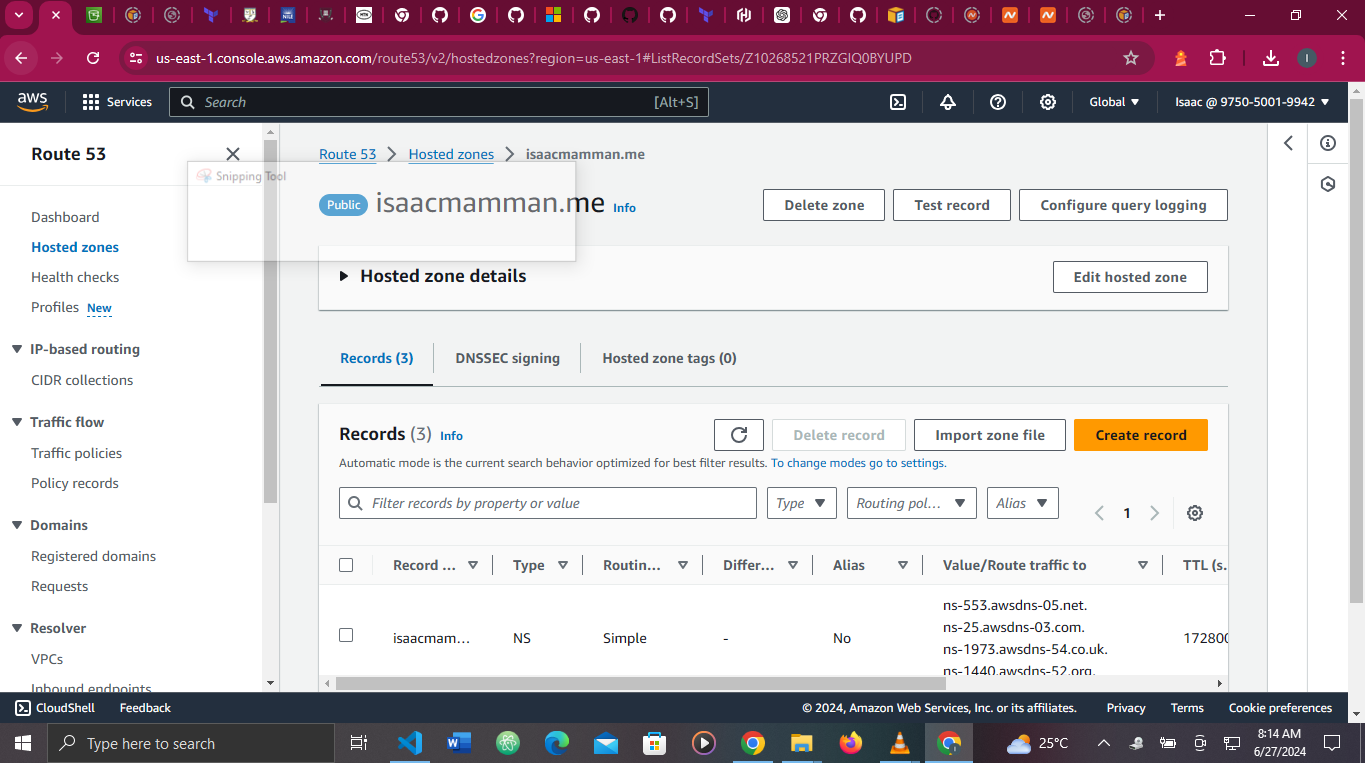 us-east-1.console.aws.amazon.com/route53/v2/hostedzones?region=us-east-1#ListRecordSets/Z10268521PRZGIQ0BYUPD
I
aws
Services
Search
[Alt+S]
Global
Isaac @ 9750-5001-9942
Route 53
Dashboard
Hosted zones
Health checks
Profiles New
IP-based routing
CIDR collections
Traffic flow
Traffic policies
Policy records
Domains
Registered domains
Requests
Resolver
VPCs
Inbound endpoints
Route 53
Hosted zones
isaacmamman.me
Snipping Tool
Public isaacmamman.me Info
Delete zone
Test record
Configure query logging
Hosted zone details
Edit hosted zone
Records (3)
DNSSEC signing
Hosted zone tags (0)
Records (3) Info
Delete record
Import zone file
Create record
Automatic mode is the current search behavior optimized for best filter results. To change modes go to settings.
Filter records by property or value
Type
Routing pol...
Alias
1
Record ...
Type
Routin...
Differ...
Alias
Value/Route traffic to
TTL (s...
isaacmam...
NS
Simple
-
No
ns-553.awsdns-05.net.
ns-25.awsdns-03.com.
ns-1973.awsdns-54.co.uk.
ns-1440.awsdns-52.org.
172800
CloudShell
Feedback
© 2024, Amazon Web Services, Inc. or its affiliates.
Privacy
Terms
Cookie preferences
Type here to search
25°C
8:14 AM
6/27/2024